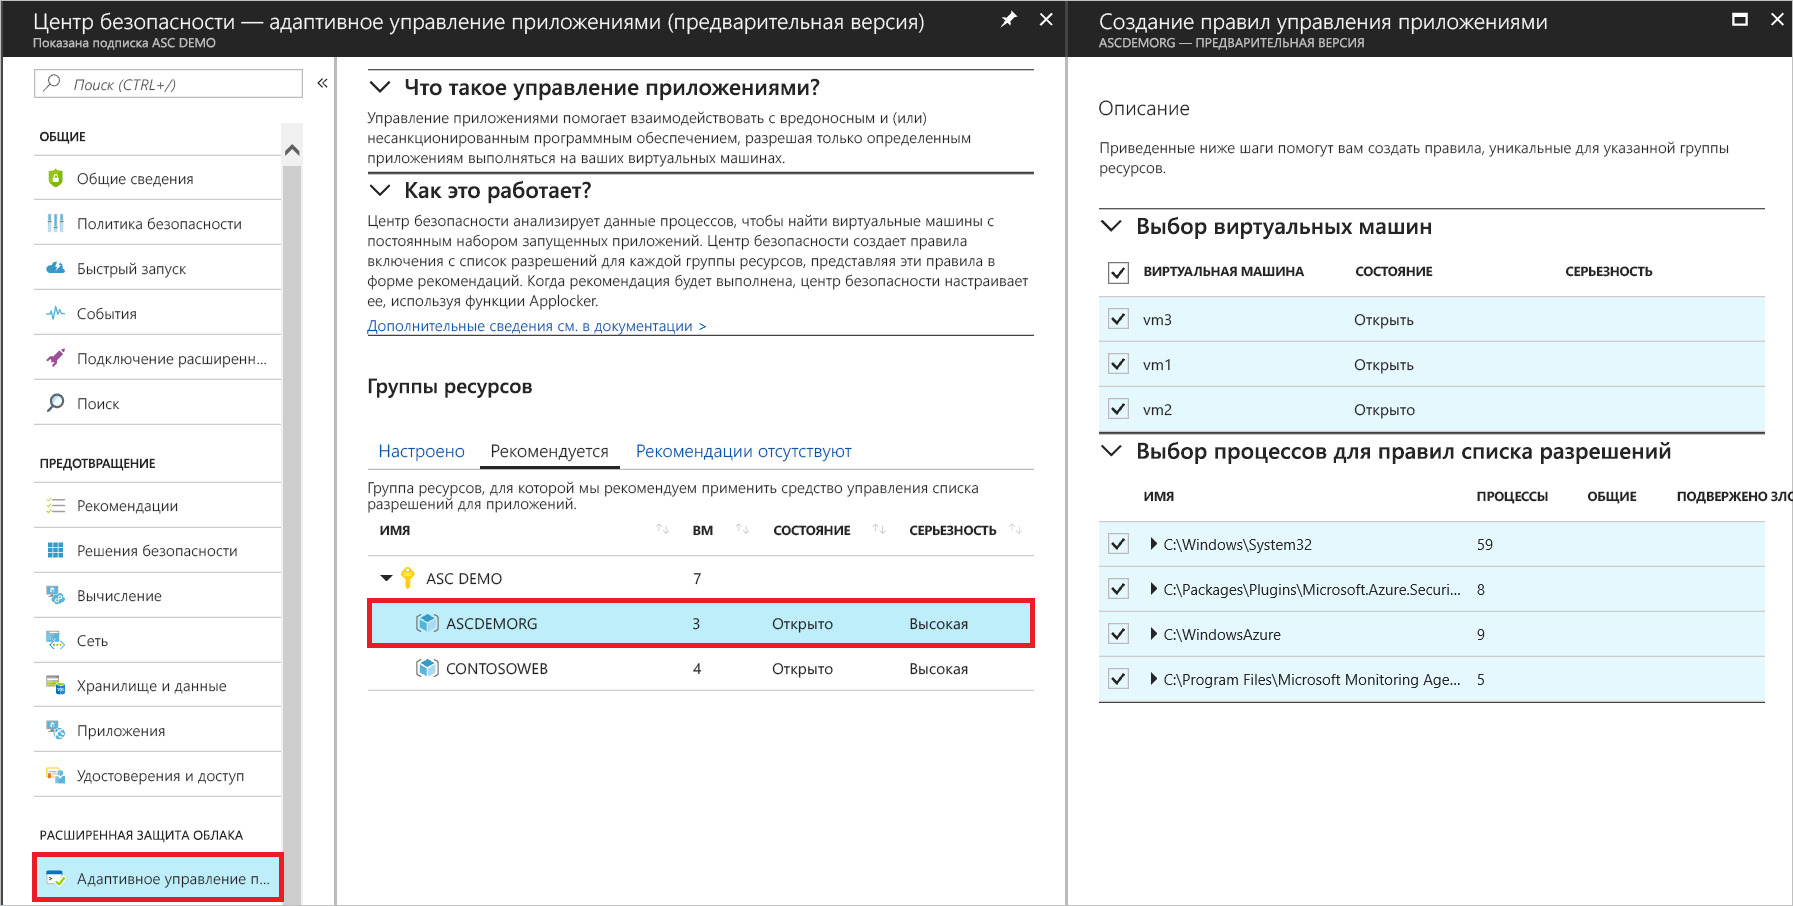 Центр безопасности — адаптивное управление приложениями (предварительная версия)
Показана подписка ASC DEMO
Поиск (CTRL+/)
«
ОБЩИЕ
Общие сведения
Политика безопасности
Быстрый запуск
События
Подключение расширенн...
Поиск
ПРЕДОТВРАЩЕНИЕ
Рекомендации
Решения безопасности
Вычисление
Сеть
Хранилище и данные
Приложения
Удостоверения и доступ
РАСШИРЕННАЯ ЗАЩИТА ОБЛАКА
Адаптивное управление п...
Что такое управление приложениями?
Управление приложениями помогает взаимодействовать с вредоносным и (или)
несанкционированным программным обеспечением, разрешая только определенным
приложениям выполняться на ваших виртуальных машинах.
Как это работает?
Центр безопасности анализирует данные процессов, чтобы найти виртуальные машины с
постоянным набором запущенных приложений. Центр безопасности создает правила
включения с список разрешений для каждой группы ресурсов, представляя эти правила в
форме рекомендаций. Когда рекомендация будет выполнена, центр безопасности настраивает
ее, используя функции Applocker.
Дополнительные сведения см. в документации >
Группы ресурсов
Настроено Рекомендуется Рекомендации отсутствуют
Группа ресурсов, для которой мы рекомендуем применить средство управления списка
разрешений для приложений.
ИМЯ ВМ СОСТОЯНИЕ СЕРЬЕЗНОСТЬ
ASC DEMO 7
ASCDEMORG 3 Открыто Высокая
CONTOSOWEB 4 Открыто Высокая
Создание правил управления приложениями
ASCDEMORG — ПРЕДВАРИТЕЛЬНАЯ ВЕРСИЯ
Описание
Приведенные ниже шаги помогут вам создать правила, уникальные для указанной группы
ресурсов.
Выбор виртуальных машин
ВИРТУАЛЬНАЯ МАШИНА СОСТОЯНИЕ СЕРЬЕЗНОСТЬ
vm3 Открыть
vm1 Открыть
vm2 Открыто
Выбор процессов для правил списка разрешений
ИМЯ ПРОЦЕССЫ ОБЩИЕ ПОДВЕРЖЕНО ЗЛО
C:\Windows\System32 59
C:\Packages\Plugins\Microsoft.Azure.Securi... 8
C:\WindowsAzure 9
C:\Program Files\Microsoft Monitoring Age... 5